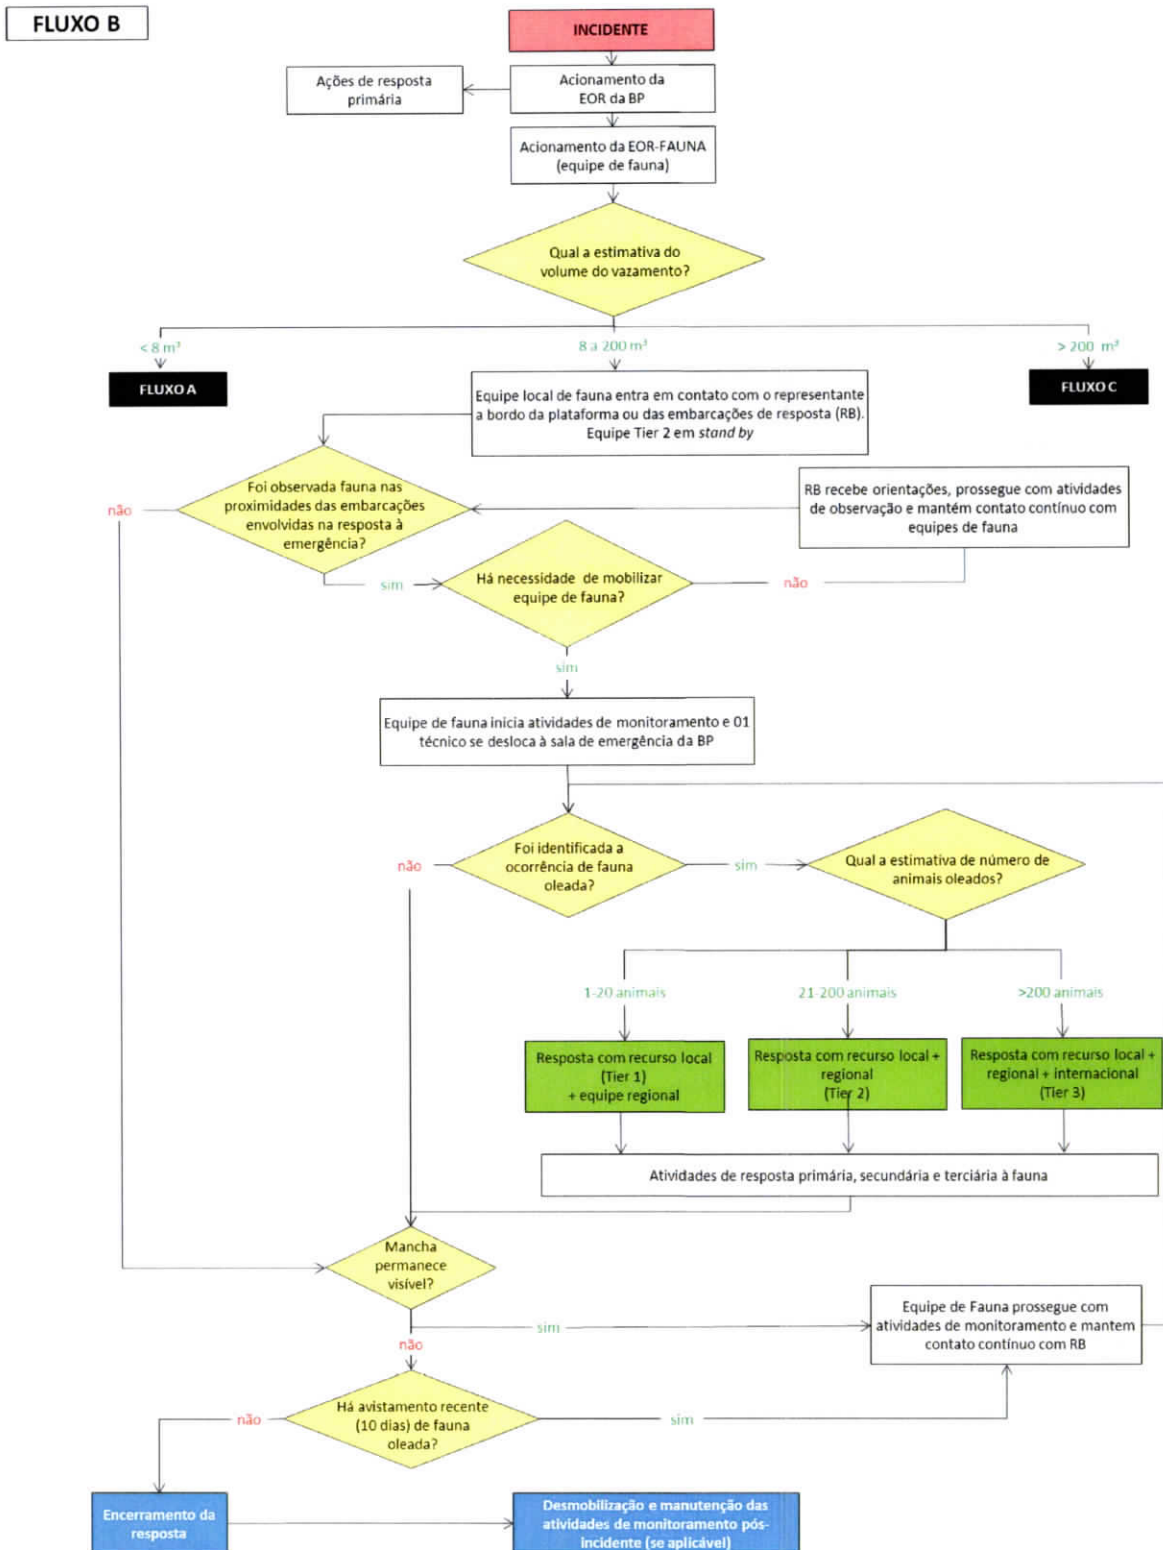 FLUXO B
INCIDENTE
Ações de resposta
primária
Acionamento da
EOR da BP
Acionamento da EOR-FAUNA
(equipe de fauna)
Qual a estimativa do
volume do vazamento?
< 8 m³
8 a 200 m³
> 200 m³
FLUXO A
FLUXO C
Equipe local de fauna entra em contato com o representante
a bordo da plataforma ou das embarcações de resposta (RB).
Equipe Tier 2 em stand by
Foi observada fauna nas
proximidades das embarcações
envolvidas na resposta à
emergência?
não
sim
RB recebe orientações, prossegue com atividades
de observação e mantém contato contínuo com
equipes de fauna
Há necessidade de mobilizar
equipe de fauna?
não
sim
Equipe de fauna inicia atividades de monitoramento e 01
técnico se desloca à sala de emergência da BP
Foi identificada a
ocorrência de fauna
oleada?
não
sim
Qual a estimativa de número de
animais oleados?
1-20 animais
21-200 animais
>200 animais
Resposta com recurso local
(Tier 1)
+ equipe regional
Resposta com recurso local +
regional
(Tier 2)
Resposta com recurso local +
regional + internacional
(Tier 3)
Atividades de resposta primária, secundária e terciária à fauna
Mancha
permanece
visível?
sim
não
Equipe de Fauna prossegue com
atividades de monitoramento e mantem
contato contínuo com RB
Há avistamento recente
(10 dias) de fauna
oleada?
não
sim
Encerramento da
resposta
Desmobilização e manutenção das
atividades de monitoramento pós-
incidente (se aplicável)